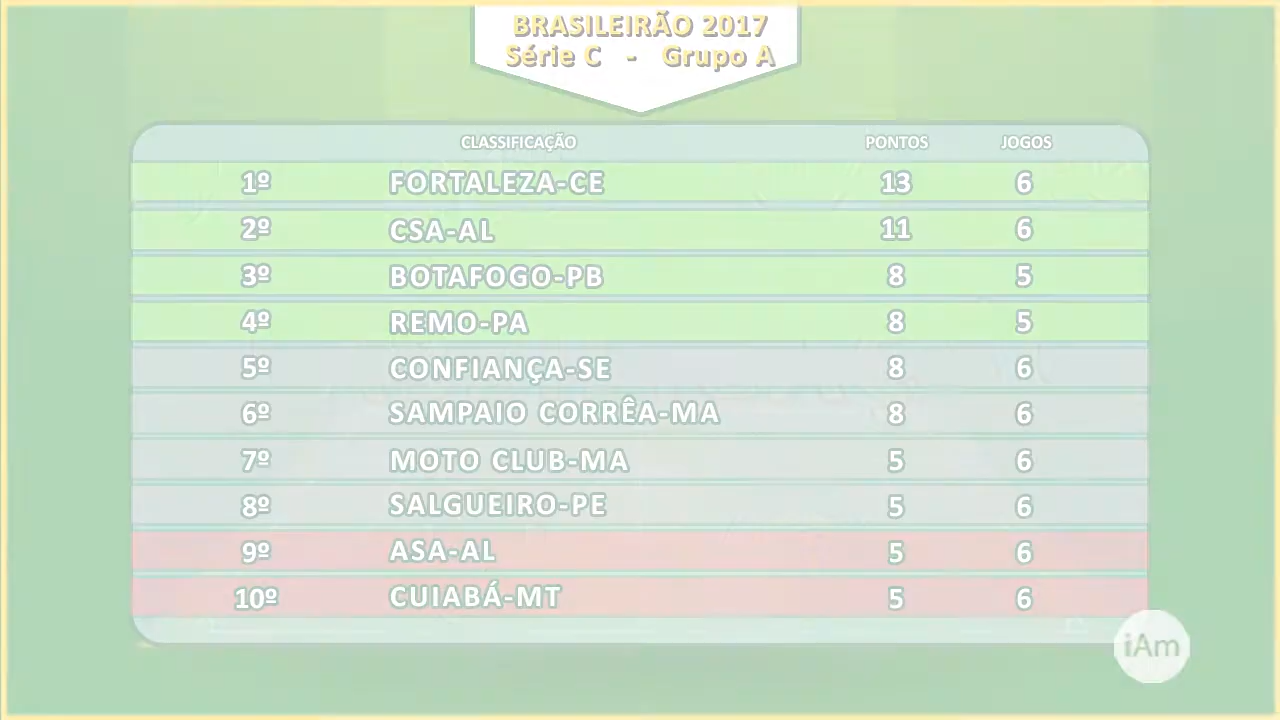 BRASILEIRÃO 2017
Série C - Grupo A
CLASSIFICAÇÃO PONTOS JOGOS
1º FORTALEZA-CE 13 6
2º CSA-AL 11 6
3º BOTAFOGO-PB 8 5
4º REMO-PA 8 5
5º CONFIANÇA-SE 8 6
6º SAMPAIO CORRÊA-MA 8 6
7º MOTO CLUB-MA 5 6
8º SALGUEIRO-PE 5 6
9º ASA-AL 5 6
10º CUIABÁ-MT 5 6
iAm